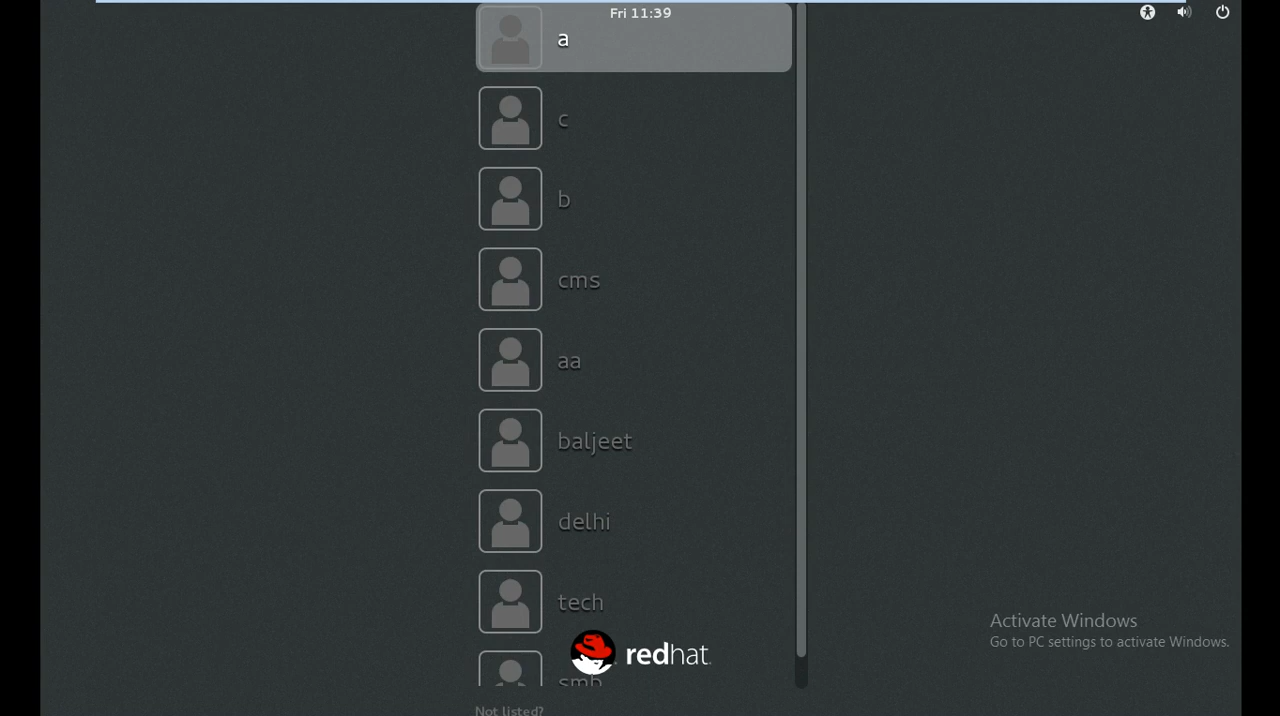 Fri 11:39
a
c
b
cms
aa
baljeet
delhi
tech
redhat.
smb
Not listed?
Activate Windows
Go to PC settings to activate Windows.